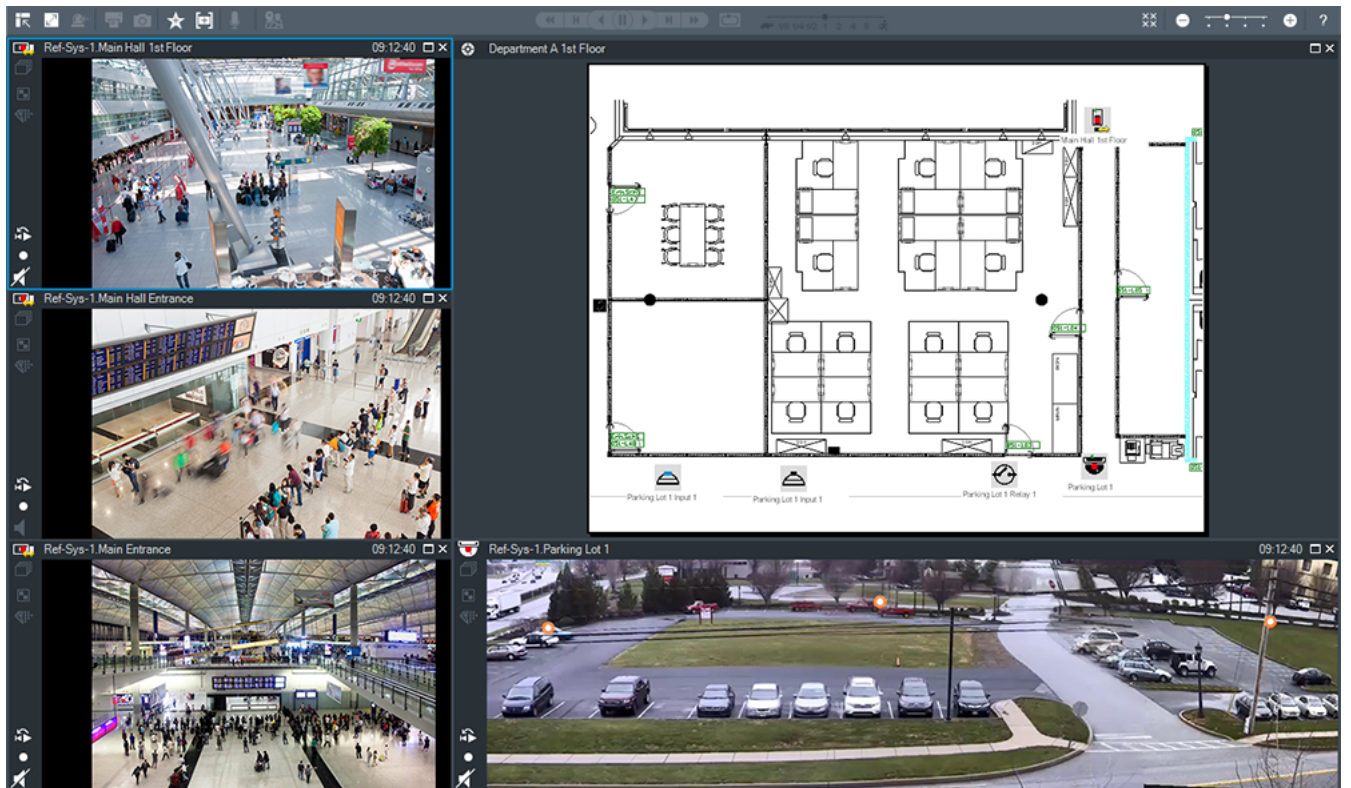 ?
Ref-Sys-1.Main Hall 1st Floor 09:12:40
Department A 1st Floor
Main Hall 1st Floor
Ref-Sys-1.Main Hall Entrance 09:12:40
Parking Lot 1 Input 1
Parking Lot 1 Input 1
Parking Lot 1 Relay 1
Parking Lot 1
Ref-Sys-1.Main Entrance 09:12:40
Ref-Sys-1.Parking Lot 1 09:12:40